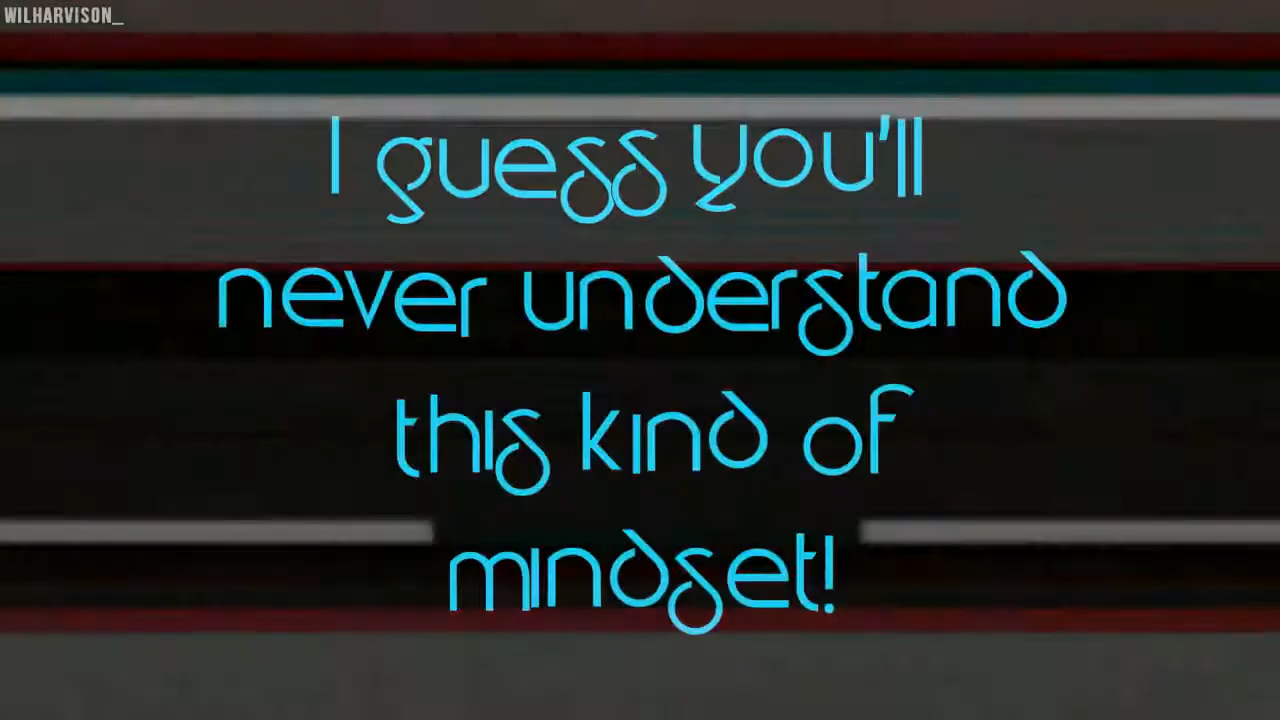 WILHARVISON_
I guess you'll
never understand
this kind of
mindset!